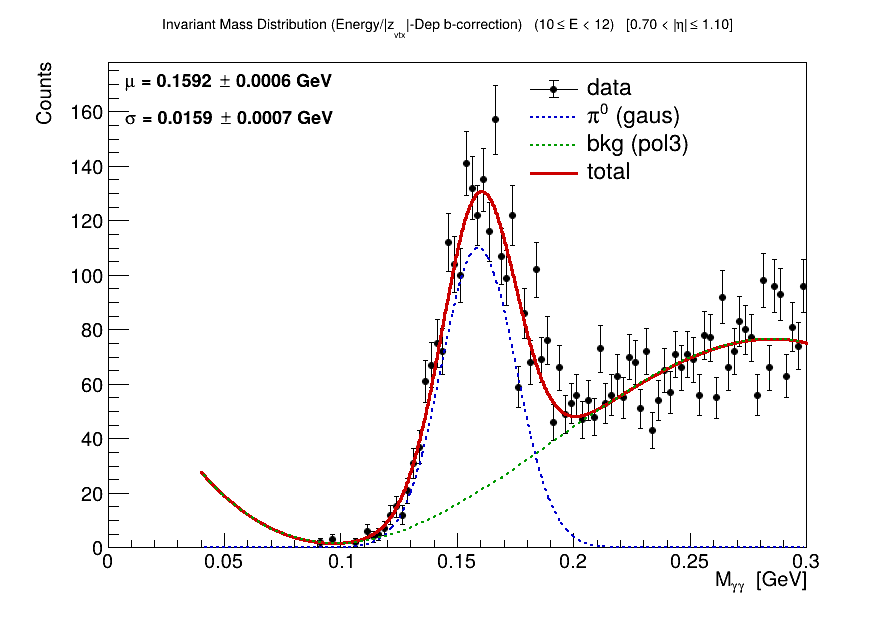 Invariant Mass Distribution (Energy/|z_vtx|-Dep b-correction) (10 ≤ E < 12) [0.70 < |η| ≤ 1.10]
Counts
μ = 0.1592 ± 0.0006 GeV
σ = 0.0159 ± 0.0007 GeV
data
π⁰ (gaus)
bkg (pol3)
total
160
140
120
100
80
60
40
20
0
0 0.05 0.1 0.15 0.2 0.25 0.3
M_γγ [GeV]